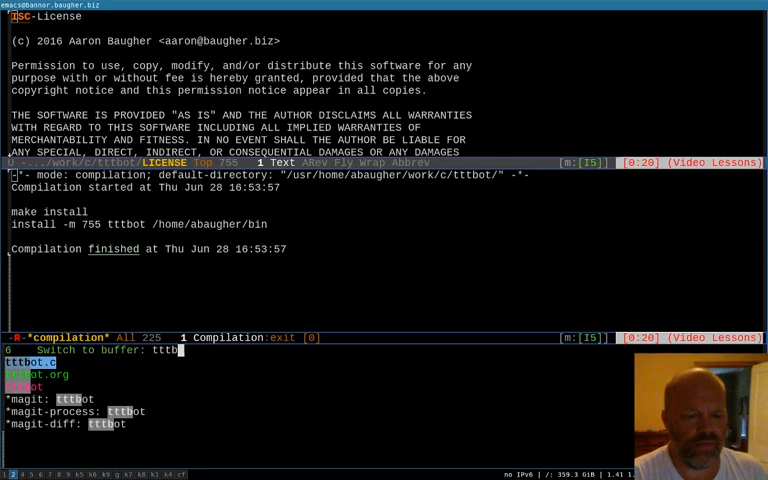 emacs@bannor.baugher.biz
ISC-License
(c) 2016 Aaron Baugher <aaron@baugher.biz>
Permission to use, copy, modify, and/or distribute this software for any
purpose with or without fee is hereby granted, provided that the above
copyright notice and this permission notice appear in all copies.
THE SOFTWARE IS PROVIDED "AS IS" AND THE AUTHOR DISCLAIMS ALL WARRANTIES
WITH REGARD TO THIS SOFTWARE INCLUDING ALL IMPLIED WARRANTIES OF
MERCHANTABILITY AND FITNESS. IN NO EVENT SHALL THE AUTHOR BE LIABLE FOR
ANY SPECIAL, DIRECT, INDIRECT, OR CONSEQUENTIAL DAMAGES OR ANY DAMAGES
U -.../work/c/tttbot/LICENSE Top 755 1 Text ARev Fly Wrap Abbrev [m:[I5]] [0:20] (Video Lessons)
-*- mode: compilation; default-directory: "/usr/home/abaugher/work/c/tttbot/" -*-
Compilation started at Thu Jun 28 16:53:57
make install
install -m 755 tttbot /home/abaugher/bin
Compilation finished at Thu Jun 28 16:53:57
-R-*compilation* All 225 1 Compilation:exit [0] [m:[I5]] [0:20] (Video Lessons)
6 Switch to buffer: tttb
tttbot.c
tttbot.org
tttbot
*magit: tttbot
*magit-process: tttbot
*magit-diff: tttbot
1 2 4 5 6 7 8 9 k5 k6 k9 g k7 k8 k1 k4 cf no IPv6 | /: 359.3 GiB | 1.41 1.